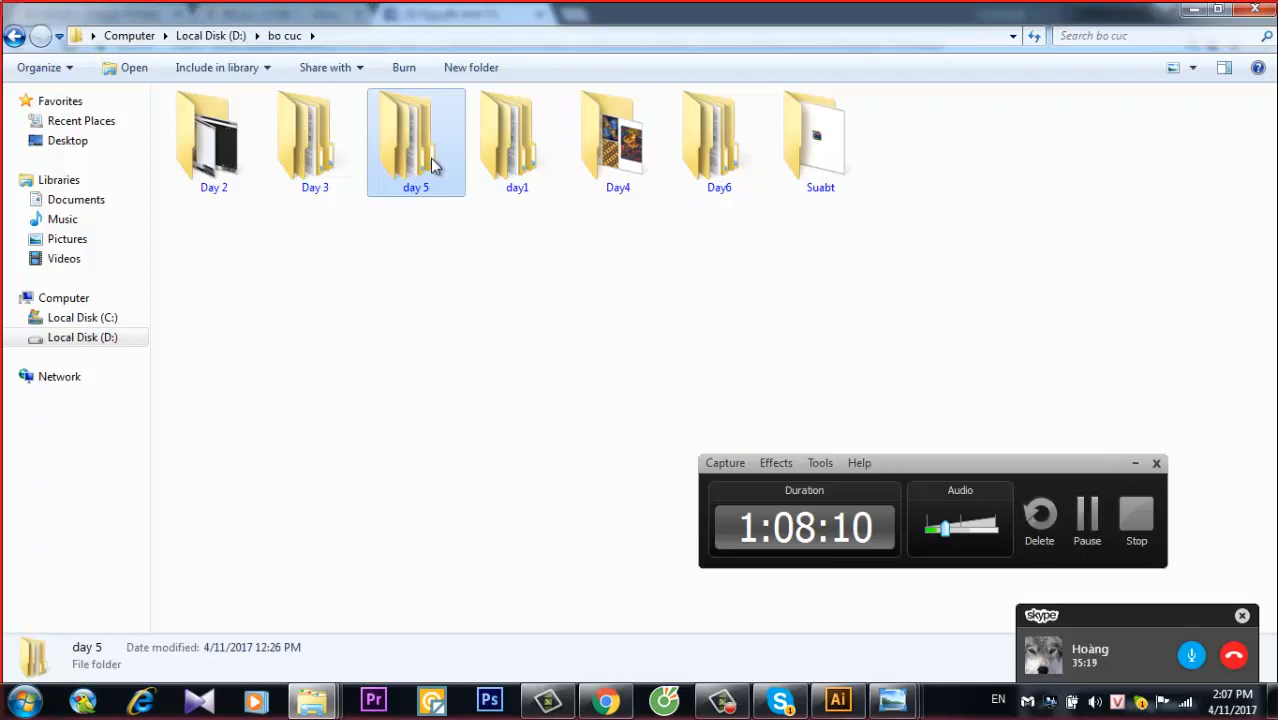 Computer Local Disk (D:) bo cuc
Search bo cuc
Organize Open Include in library Share with Burn New folder
Favorites
Recent Places
Desktop
Libraries
Documents
Music
Pictures
Videos
Computer
Local Disk (C:)
Local Disk (D:)
Network
Day 2 Day 3 day 5 day1 Day4 Day6 Suabt
Capture Effects Tools Help
Duration Audio
1:08:10
Delete Pause Stop
skype
Hoàng
35:19
day 5 Date modified: 4/11/2017 12:26 PM
File folder
Pr Ps Ai
EN
2:07 PM
4/11/2017